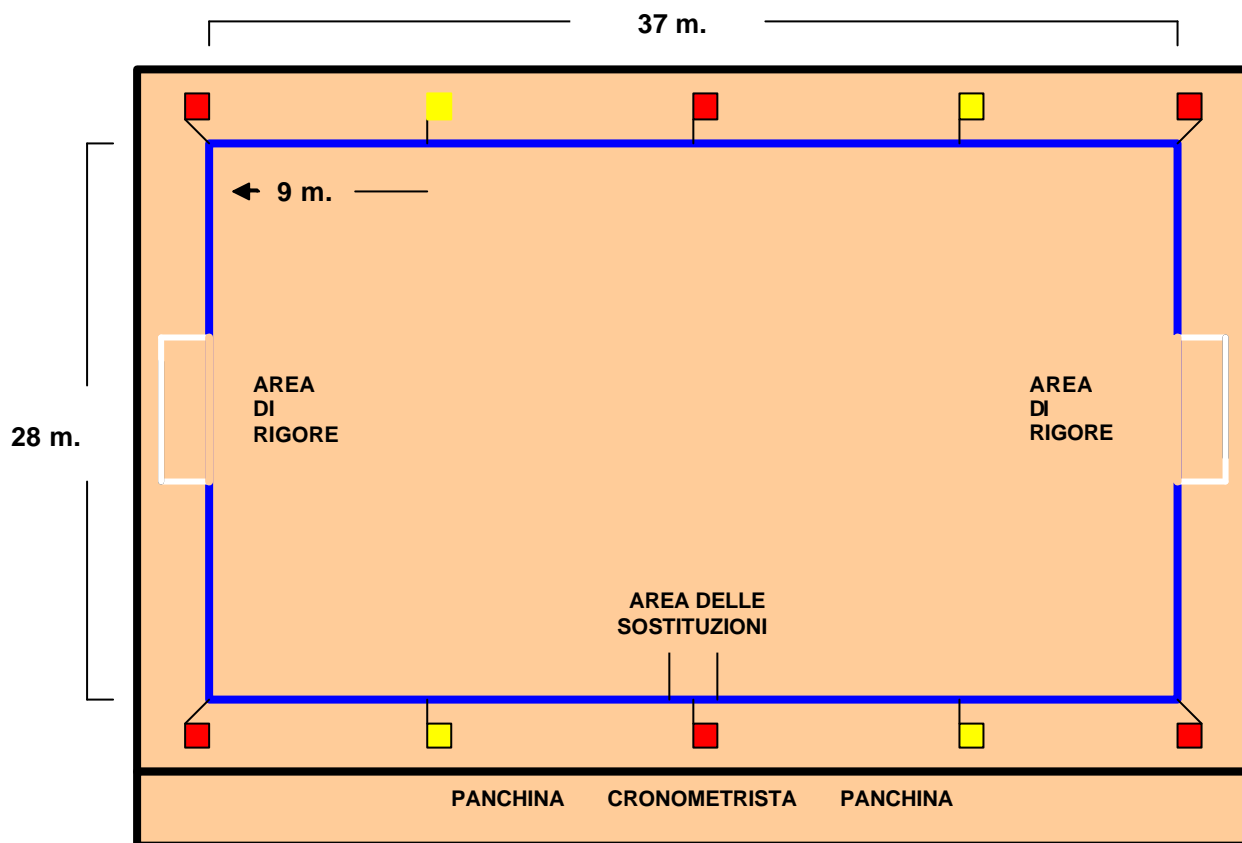 37 m.
9 m.
28 m.
AREA
DI
RIGORE
AREA
DI
RIGORE
AREA DELLE
SOSTITUZIONI
PANCHINA CRONOMETRISTA PANCHINA